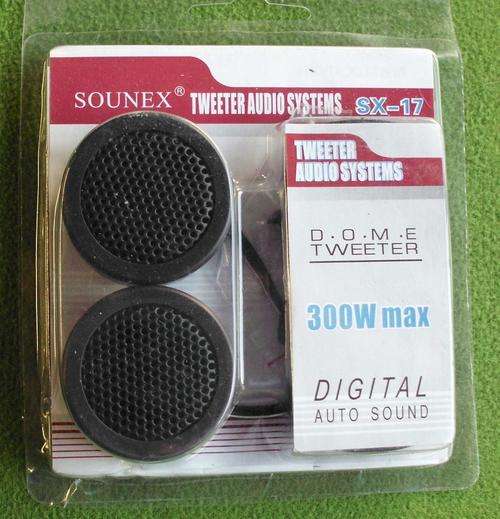 SOUNEX® TWEETER AUDIO SYSTEMS SX-17
TWEETER
AUDIO SYSTEMS
D.O.M.E
TWEETER
300W max
DIGITAL
AUTO SOUND